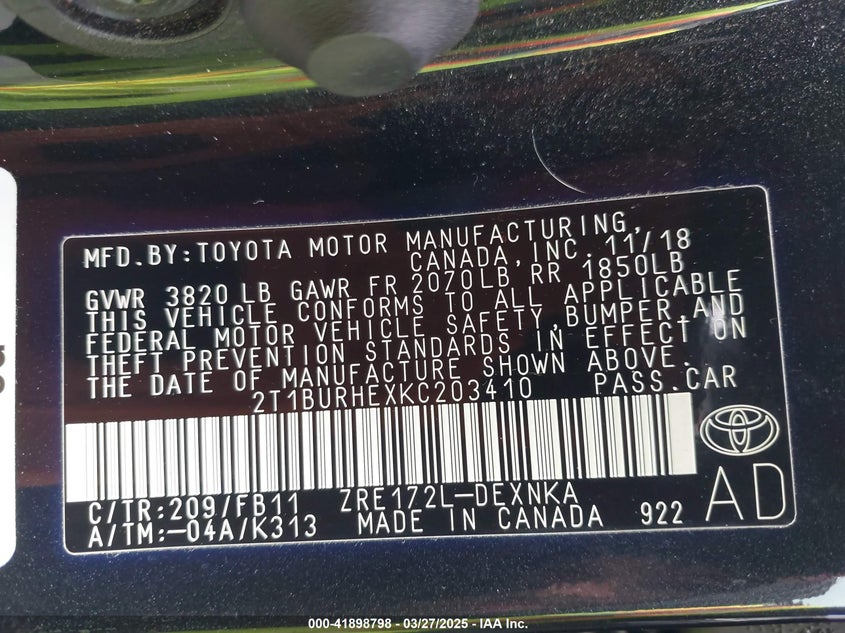 MFD.BY:TOYOTA MOTOR MANUFACTURING,
CANADA,INC. 11/18
GVWR 3820 LB GAWR FR 2070LB RR 1850LB
THIS VEHICLE CONFORMS TO ALL APPLICABLE
FEDERAL MOTOR VEHICLE SAFETY,BUMPER,AND
THEFT PREVENTION STANDARDS IN EFFECT ON
THE DATE OF MANUFACTURE SHOWN ABOVE.
2T1BURHEXKC203410 PASS.CAR
C/TR:209/FB11 ZRE172L-DEXNKA
A/TM:-04A/K313 MADE IN CANADA 922
AD
000-41898798 - 03/27/2025 - IAA Inc.